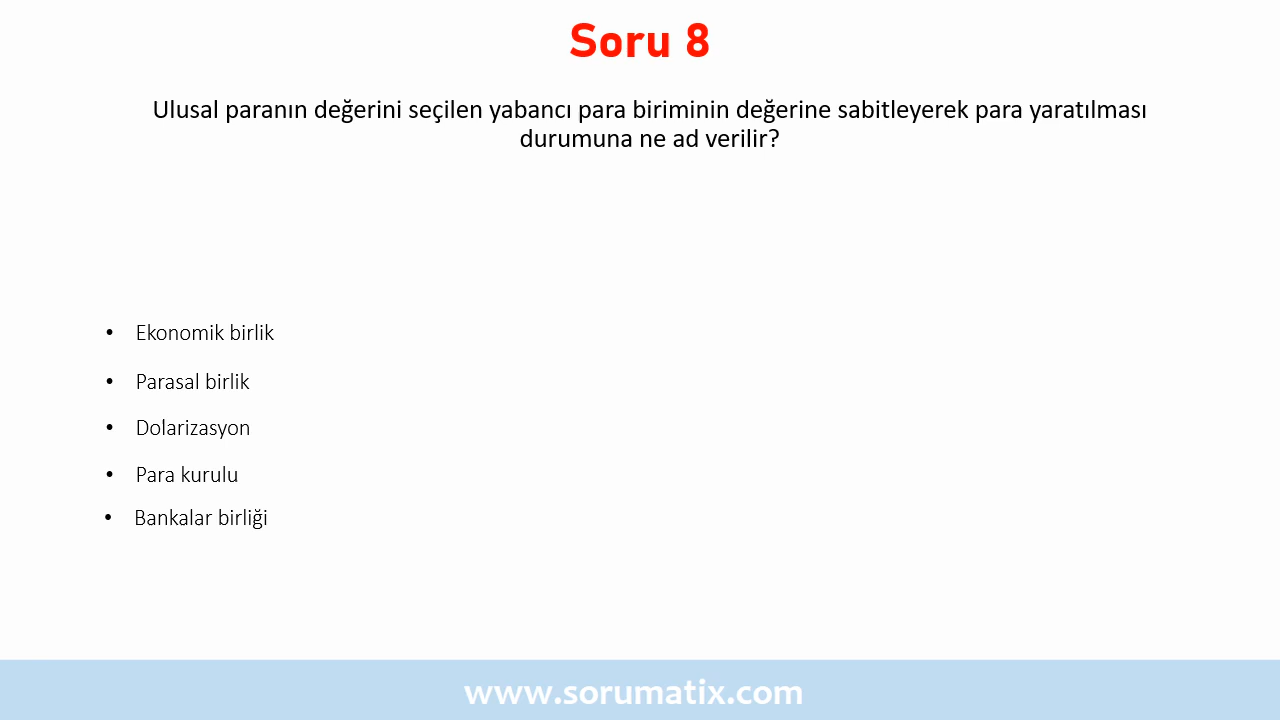 Soru 8
Ulusal paranın değerini seçilen yabancı para biriminin değerine sabitleyerek para yaratılması
durumuna ne ad verilir?
• Ekonomik birlik
• Parasal birlik
• Dolarizasyon
• Para kurulu
• Bankalar birliği
www.sorumatix.com